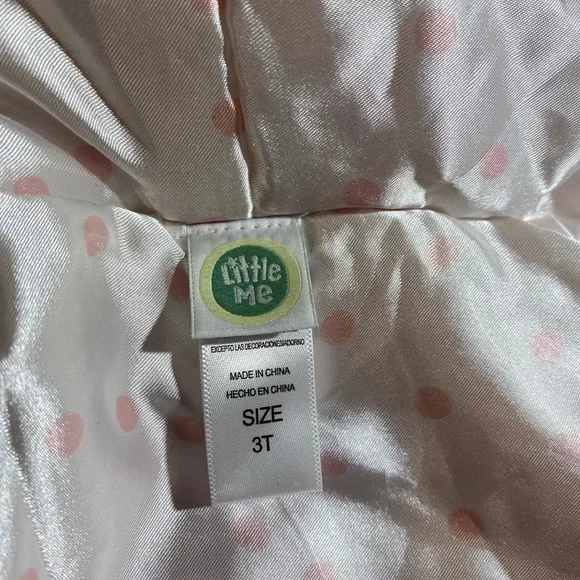 Little
Me
EXCEPTO LAS DECORACIONES/ADORNO
MADE IN CHINA
HECHO EN CHINA
SIZE
3T